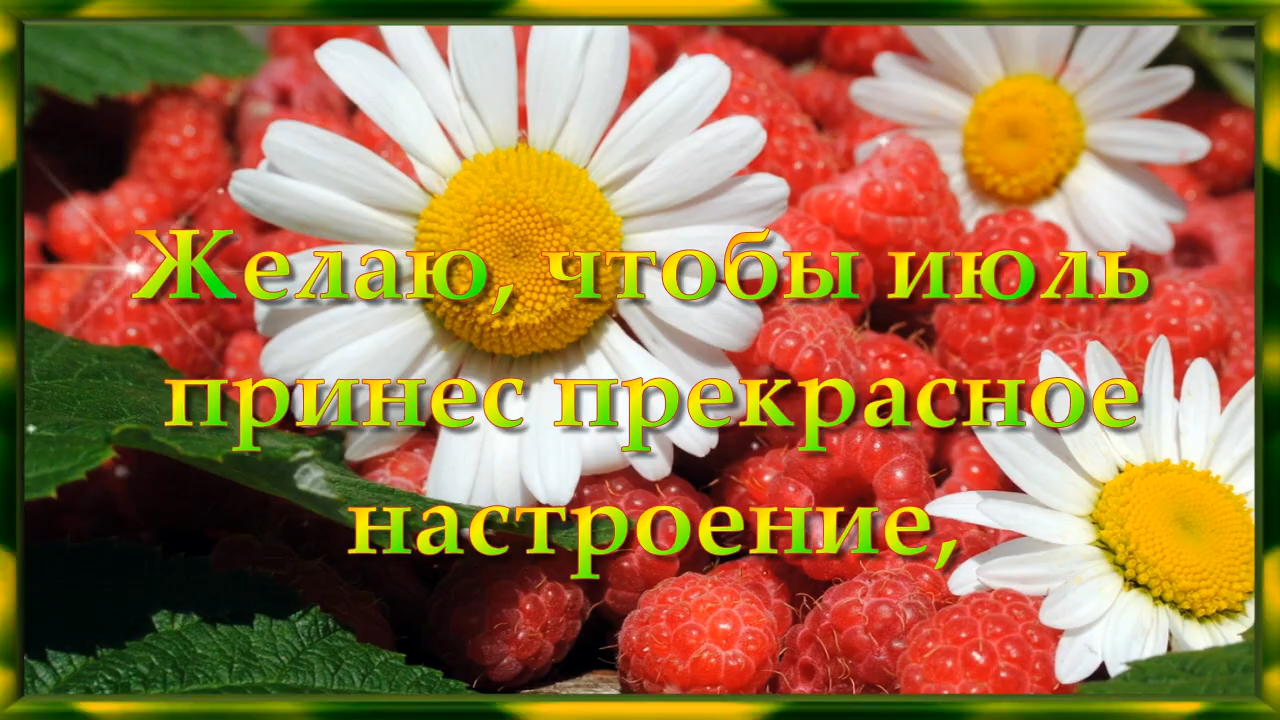 Желаю, чтобы июль
принес прекрасное
настроение,